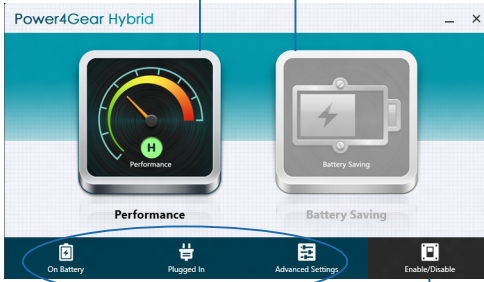 Power4Gear Hybrid
H
Performance
Battery Saving
Performance
Battery Saving
On Battery
Plugged In
Advanced Settings
Enable/Disable